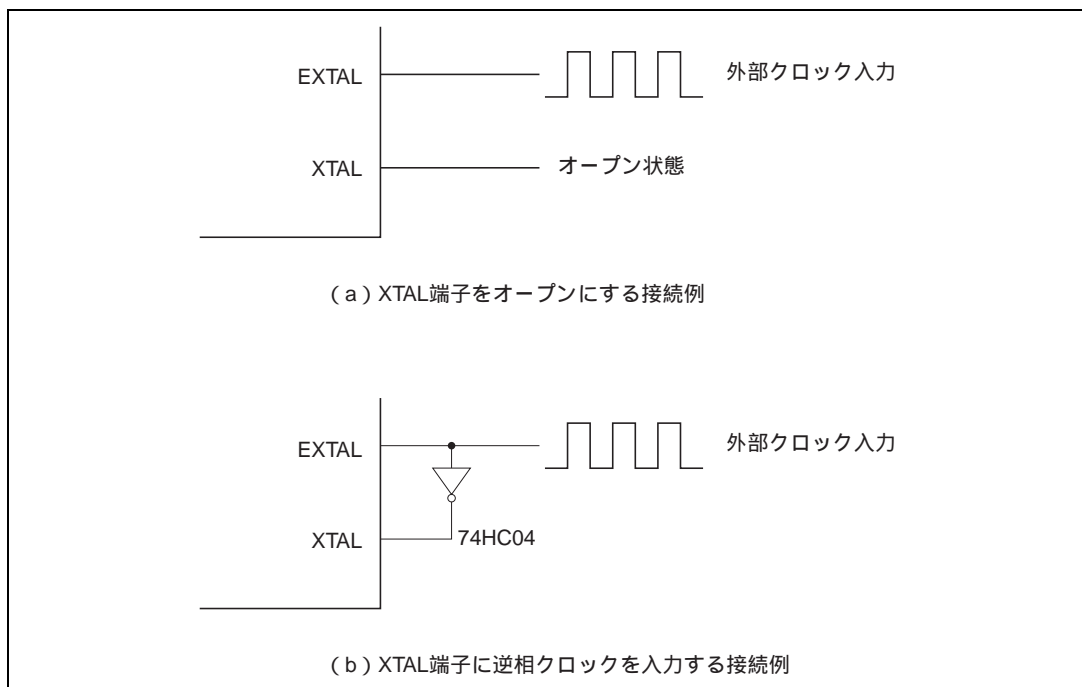 EXTAL
外部クロック入力
XTAL
オープン状態
（a）XTAL端子をオープンにする接続例
EXTAL
外部クロック入力
XTAL
74HC04
（b）XTAL端子に逆相クロックを入力する接続例